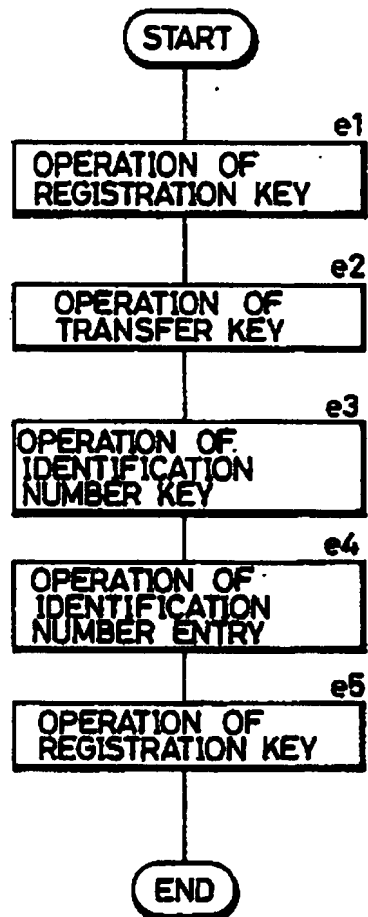 START
e1
OPERATION OF
REGISTRATION KEY
e2
OPERATION OF
TRANSFER KEY
e3
OPERATION OF
IDENTIFICATION
NUMBER KEY
e4
OPERATION OF
IDENTIFICATION
NUMBER ENTRY
e5
OPERATION OF
REGISTRATION KEY
END